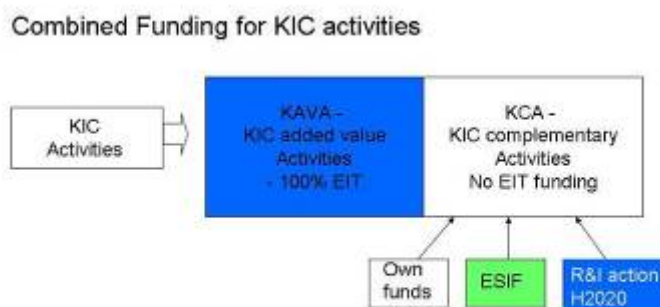 Combined Funding for KIC activities
KIC
Activities
KAVA -
KIC added value
Activities
- 100% EIT
KCA -
KIC complementary
Activities
No EIT funding
Own
funds
ESIF
R&I action
H2020